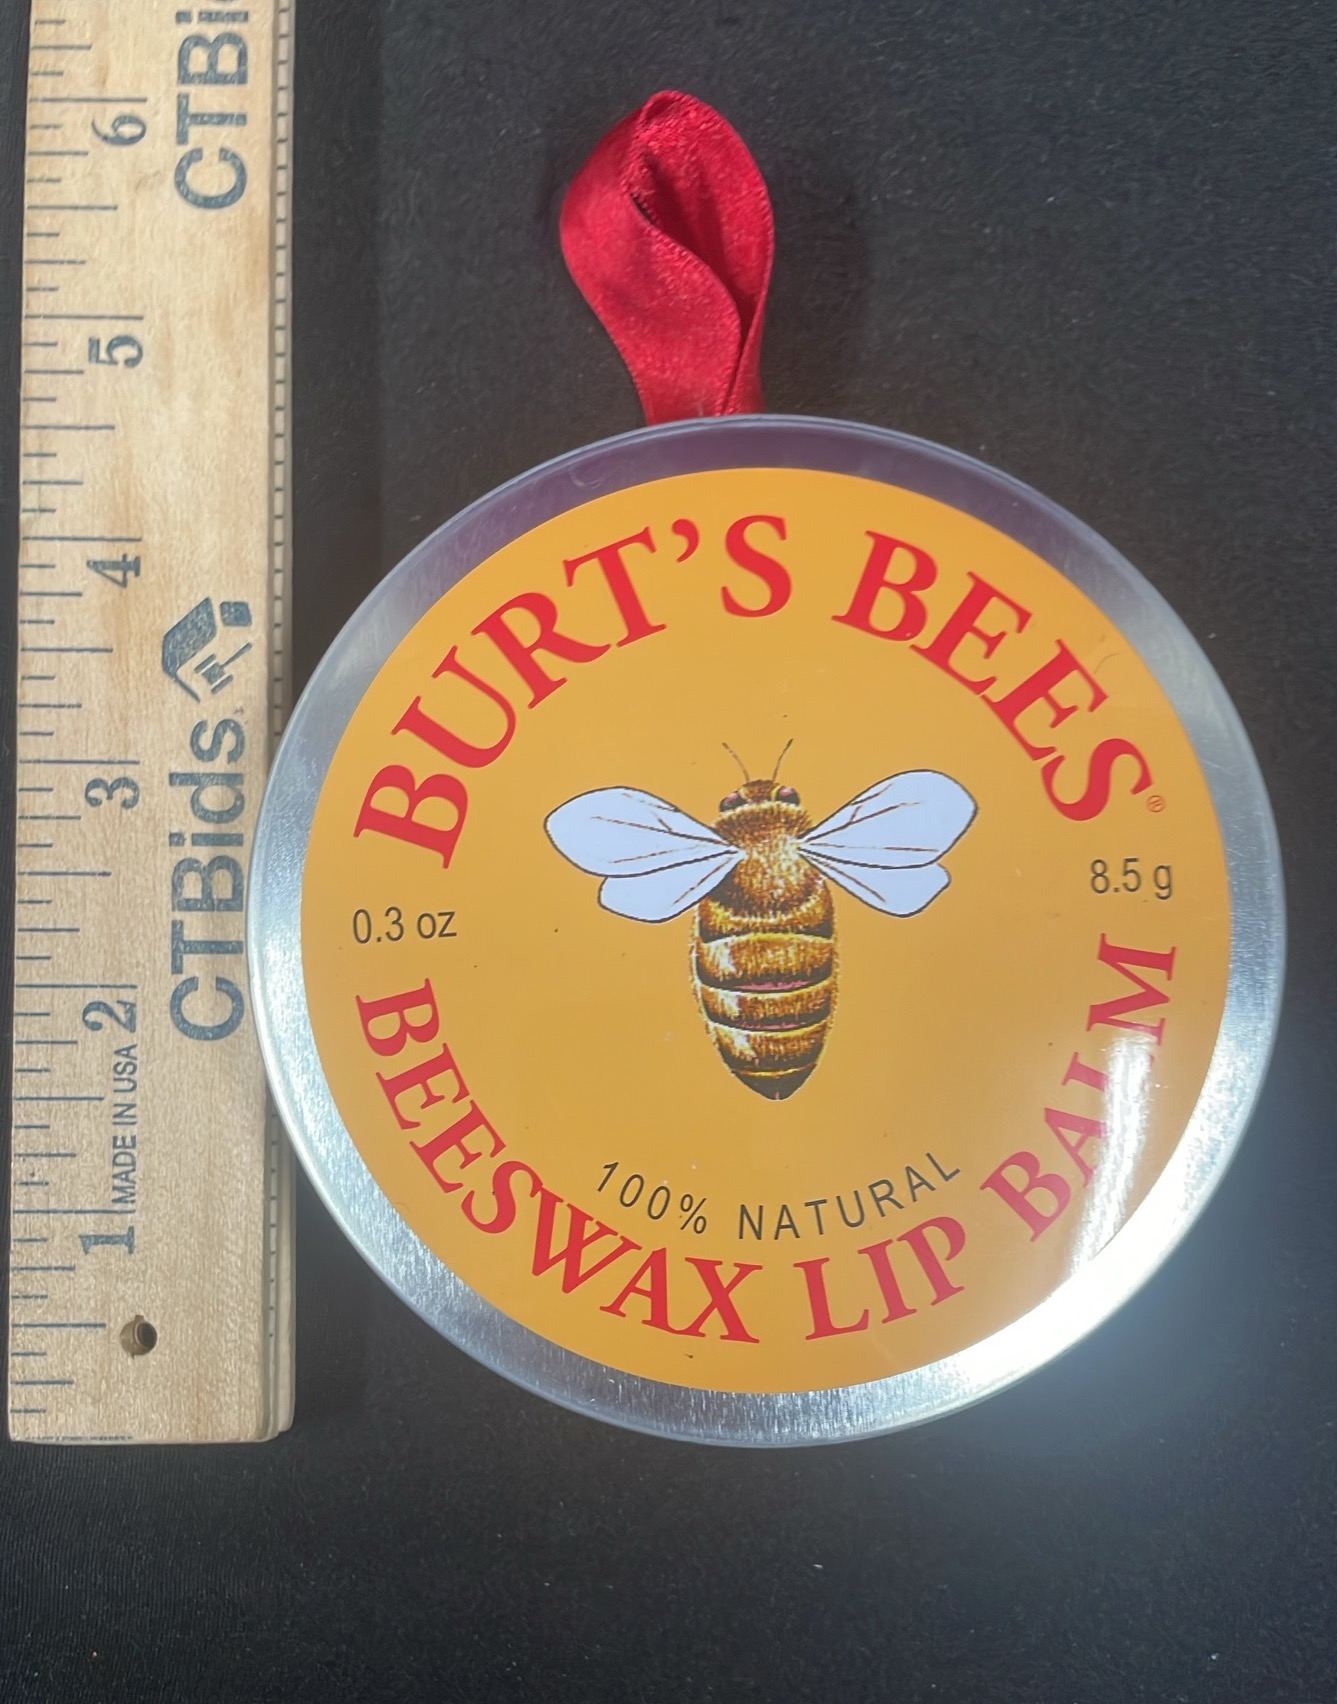 BURT'S BEES®
0.3 oz
8.5 g
100% NATURAL
BEESWAX LIP BALM
CTBi
CTBids
6
5
4
3
2
1
MADE IN USA